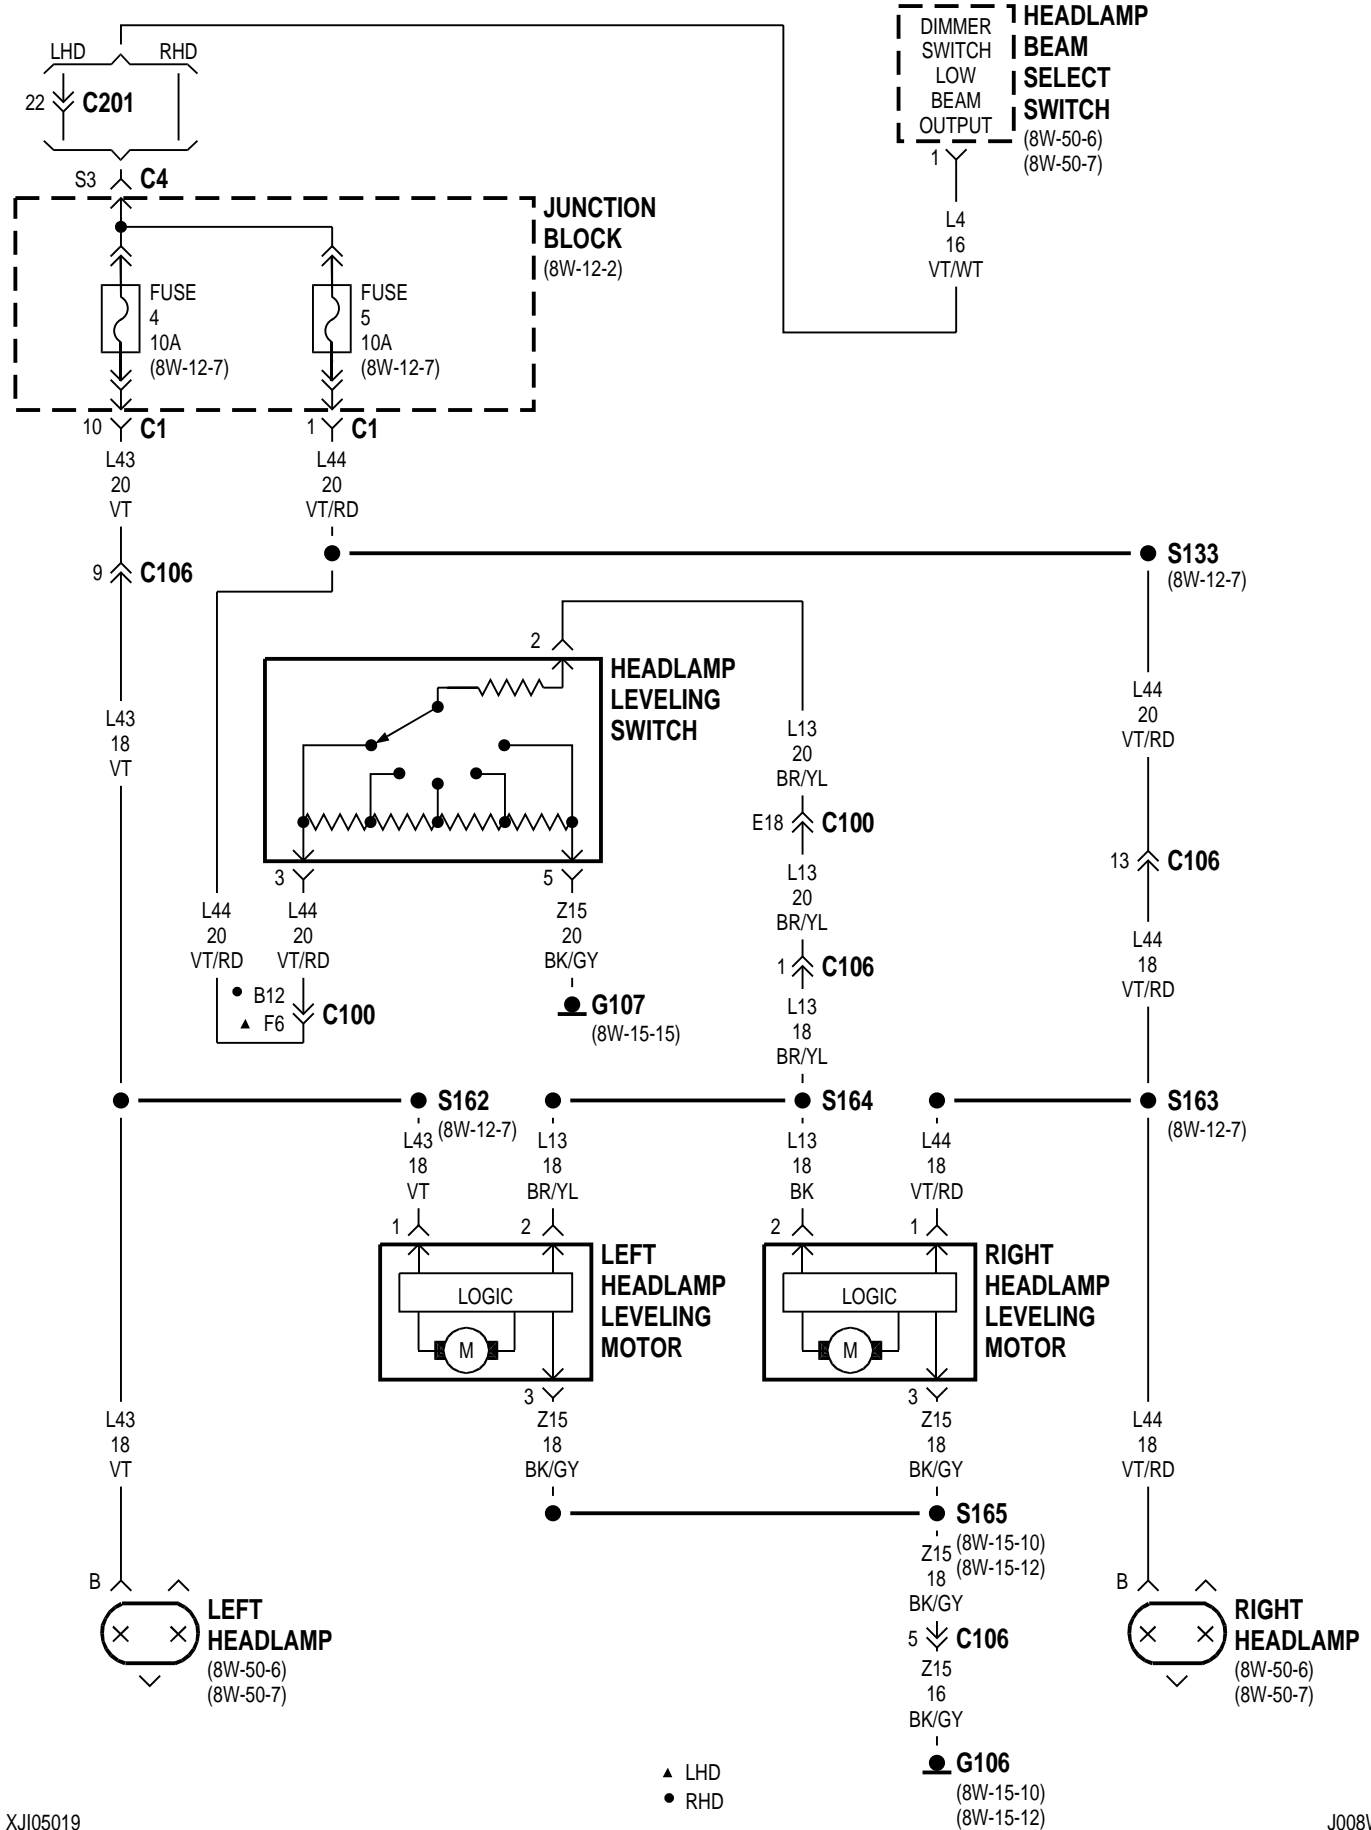 LHD
RHD
22
C201
S3
C4
DIMMER
SWITCH
LOW
BEAM
OUTPUT
HEADLAMP
BEAM
SELECT
SWITCH
(8W-50-6)
(8W-50-7)
1
L4
16
VT/WT
JUNCTION
BLOCK
(8W-12-2)
FUSE
4
10A
(8W-12-7)
FUSE
5
10A
(8W-12-7)
10
C1
1
C1
L43
20
VT
L44
20
VT/RD
9
C106
S133
(8W-12-7)
2
HEADLAMP
LEVELING
SWITCH
L43
18
VT
L13
20
BR/YL
L44
20
VT/RD
E18
C100
13
C106
3
5
L44
20
VT/RD
L44
20
VT/RD
Z15
20
BK/GY
L13
20
BR/YL
L44
18
VT/RD
B12
F6
C100
G107
(8W-15-15)
1
C106
L13
18
BR/YL
S162
(8W-12-7)
S164
S163
(8W-12-7)
L43
18
VT
L13
18
BR/YL
L13
18
BK
L44
18
VT/RD
1
2
2
1
LEFT
HEADLAMP
LEVELING
MOTOR
LOGIC
M
RIGHT
HEADLAMP
LEVELING
MOTOR
LOGIC
M
3
3
L43
18
VT
Z15
18
BK/GY
Z15
18
BK/GY
L44
18
VT/RD
S165
(8W-15-10)
(8W-15-12)
Z15
18
BK/GY
B
LEFT
HEADLAMP
(8W-50-6)
(8W-50-7)
5
C106
Z15
16
BK/GY
B
RIGHT
HEADLAMP
(8W-50-6)
(8W-50-7)
G106
(8W-15-10)
(8W-15-12)
LHD
RHD
XJI05019
J008